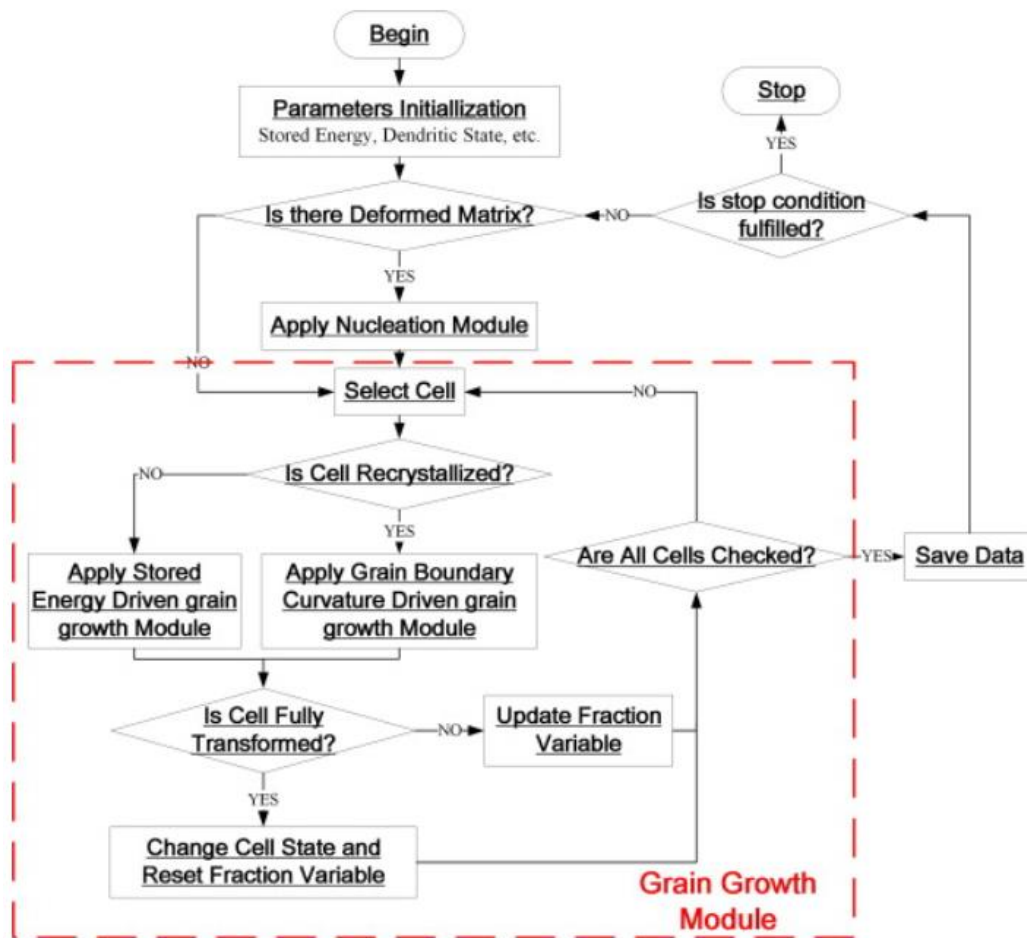 Begin
Parameters Initiallization
Stored Energy, Dendritic State, etc.
Stop
YES
Is there Deformed Matrix?
NO
Is stop condition
fulfilled?
YES
Apply Nucleation Module
NO
Select Cell
NO
Is Cell Recrystallized?
NO
YES
Are All Cells Checked?
YES
Save Data
Apply Stored
Energy Driven grain
growth Module
Apply Grain Boundary
Curvature Driven grain
growth Module
Is Cell Fully
Transformed?
NO
Update Fraction
Variable
YES
Change Cell State and
Reset Fraction Variable
Grain Growth
Module